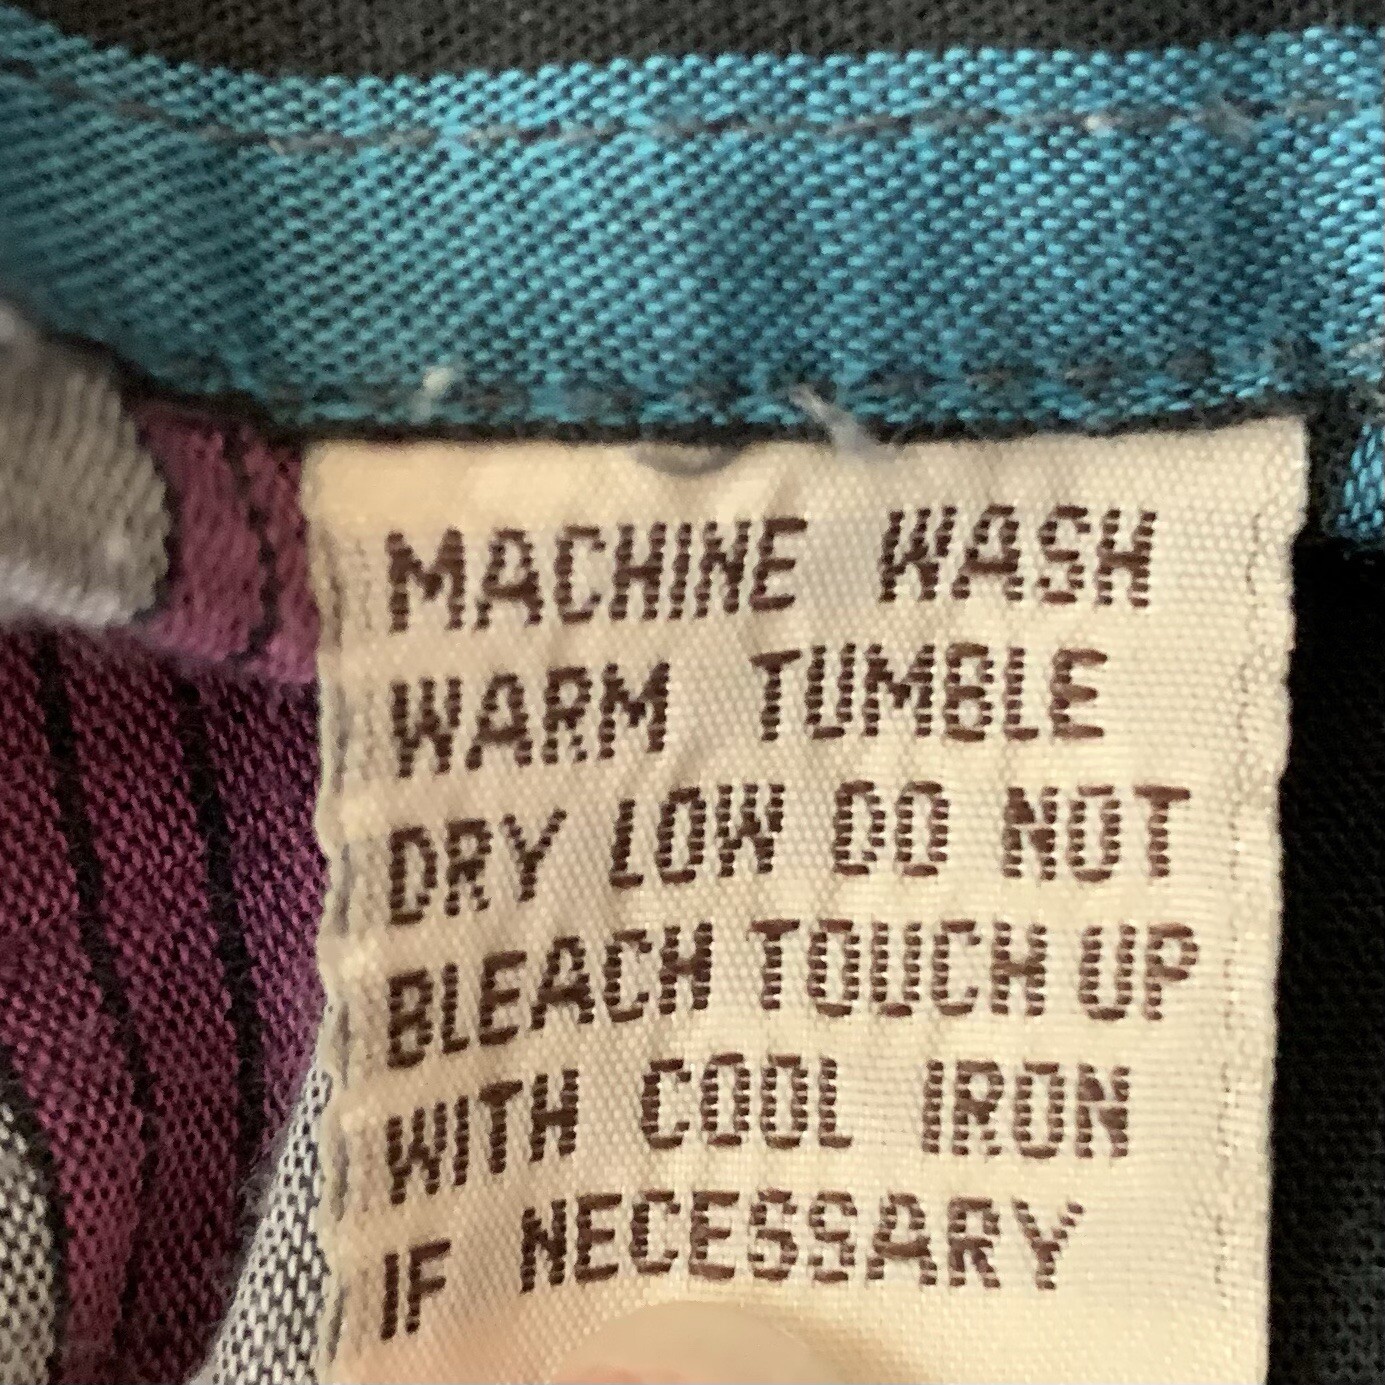 MACHINE WASH
WARM TUMBLE
DRY LOW DO NOT
BLEACH TOUCH UP
WITH COOL IRON
IF NECESSARY